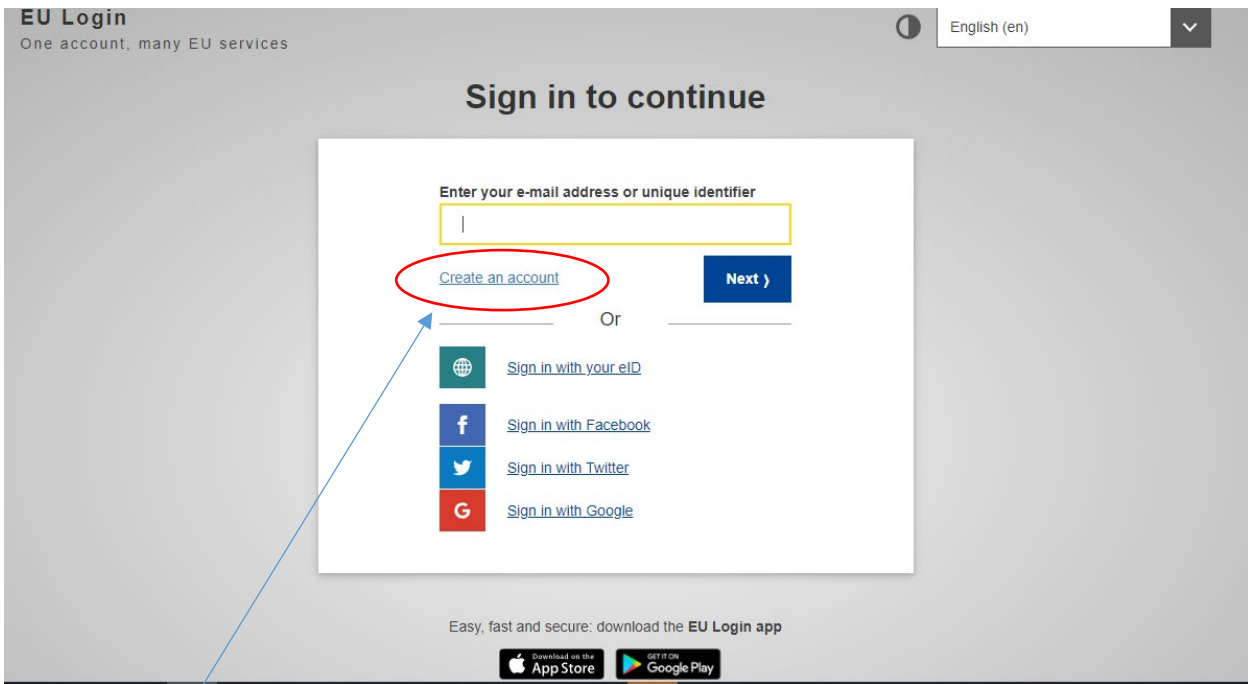 EU Login
One account, many EU services
English (en)
Sign in to continue
Enter your e-mail address or unique identifier
Create an account
Next ❯
Or
Sign in with your eID
f
Sign in with Facebook
Sign in with Twitter
G
Sign in with Google
Easy, fast and secure: download the EU Login app
Download on the
App Store
GET IT ON
Google Play